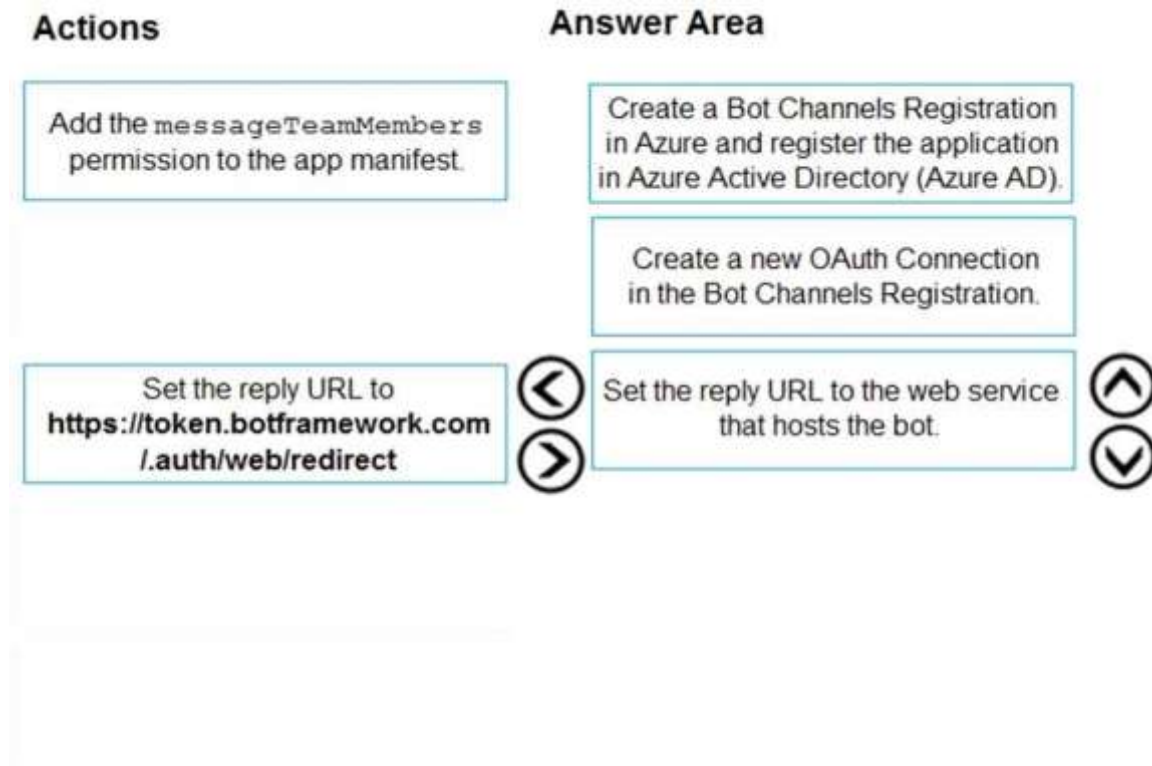 Actions
Answer Area
Add the messageTeamMembers
permission to the app manifest.
Create a Bot Channels Registration
in Azure and register the application
in Azure Active Directory (Azure AD).
Create a new OAuth Connection
in the Bot Channels Registration.
Set the reply URL to
https://token.botframework.com
/.auth/web/redirect
Set the reply URL to the web service
that hosts the bot.